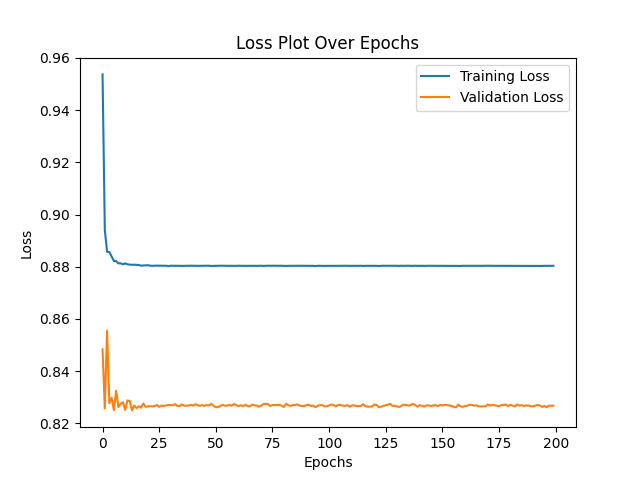 Loss Plot Over Epochs
Training Loss
Validation Loss
Loss
0.96
0.94
0.92
0.90
0.88
0.86
0.84
0.82
0 25 50 75 100 125 150 175 200
Epochs